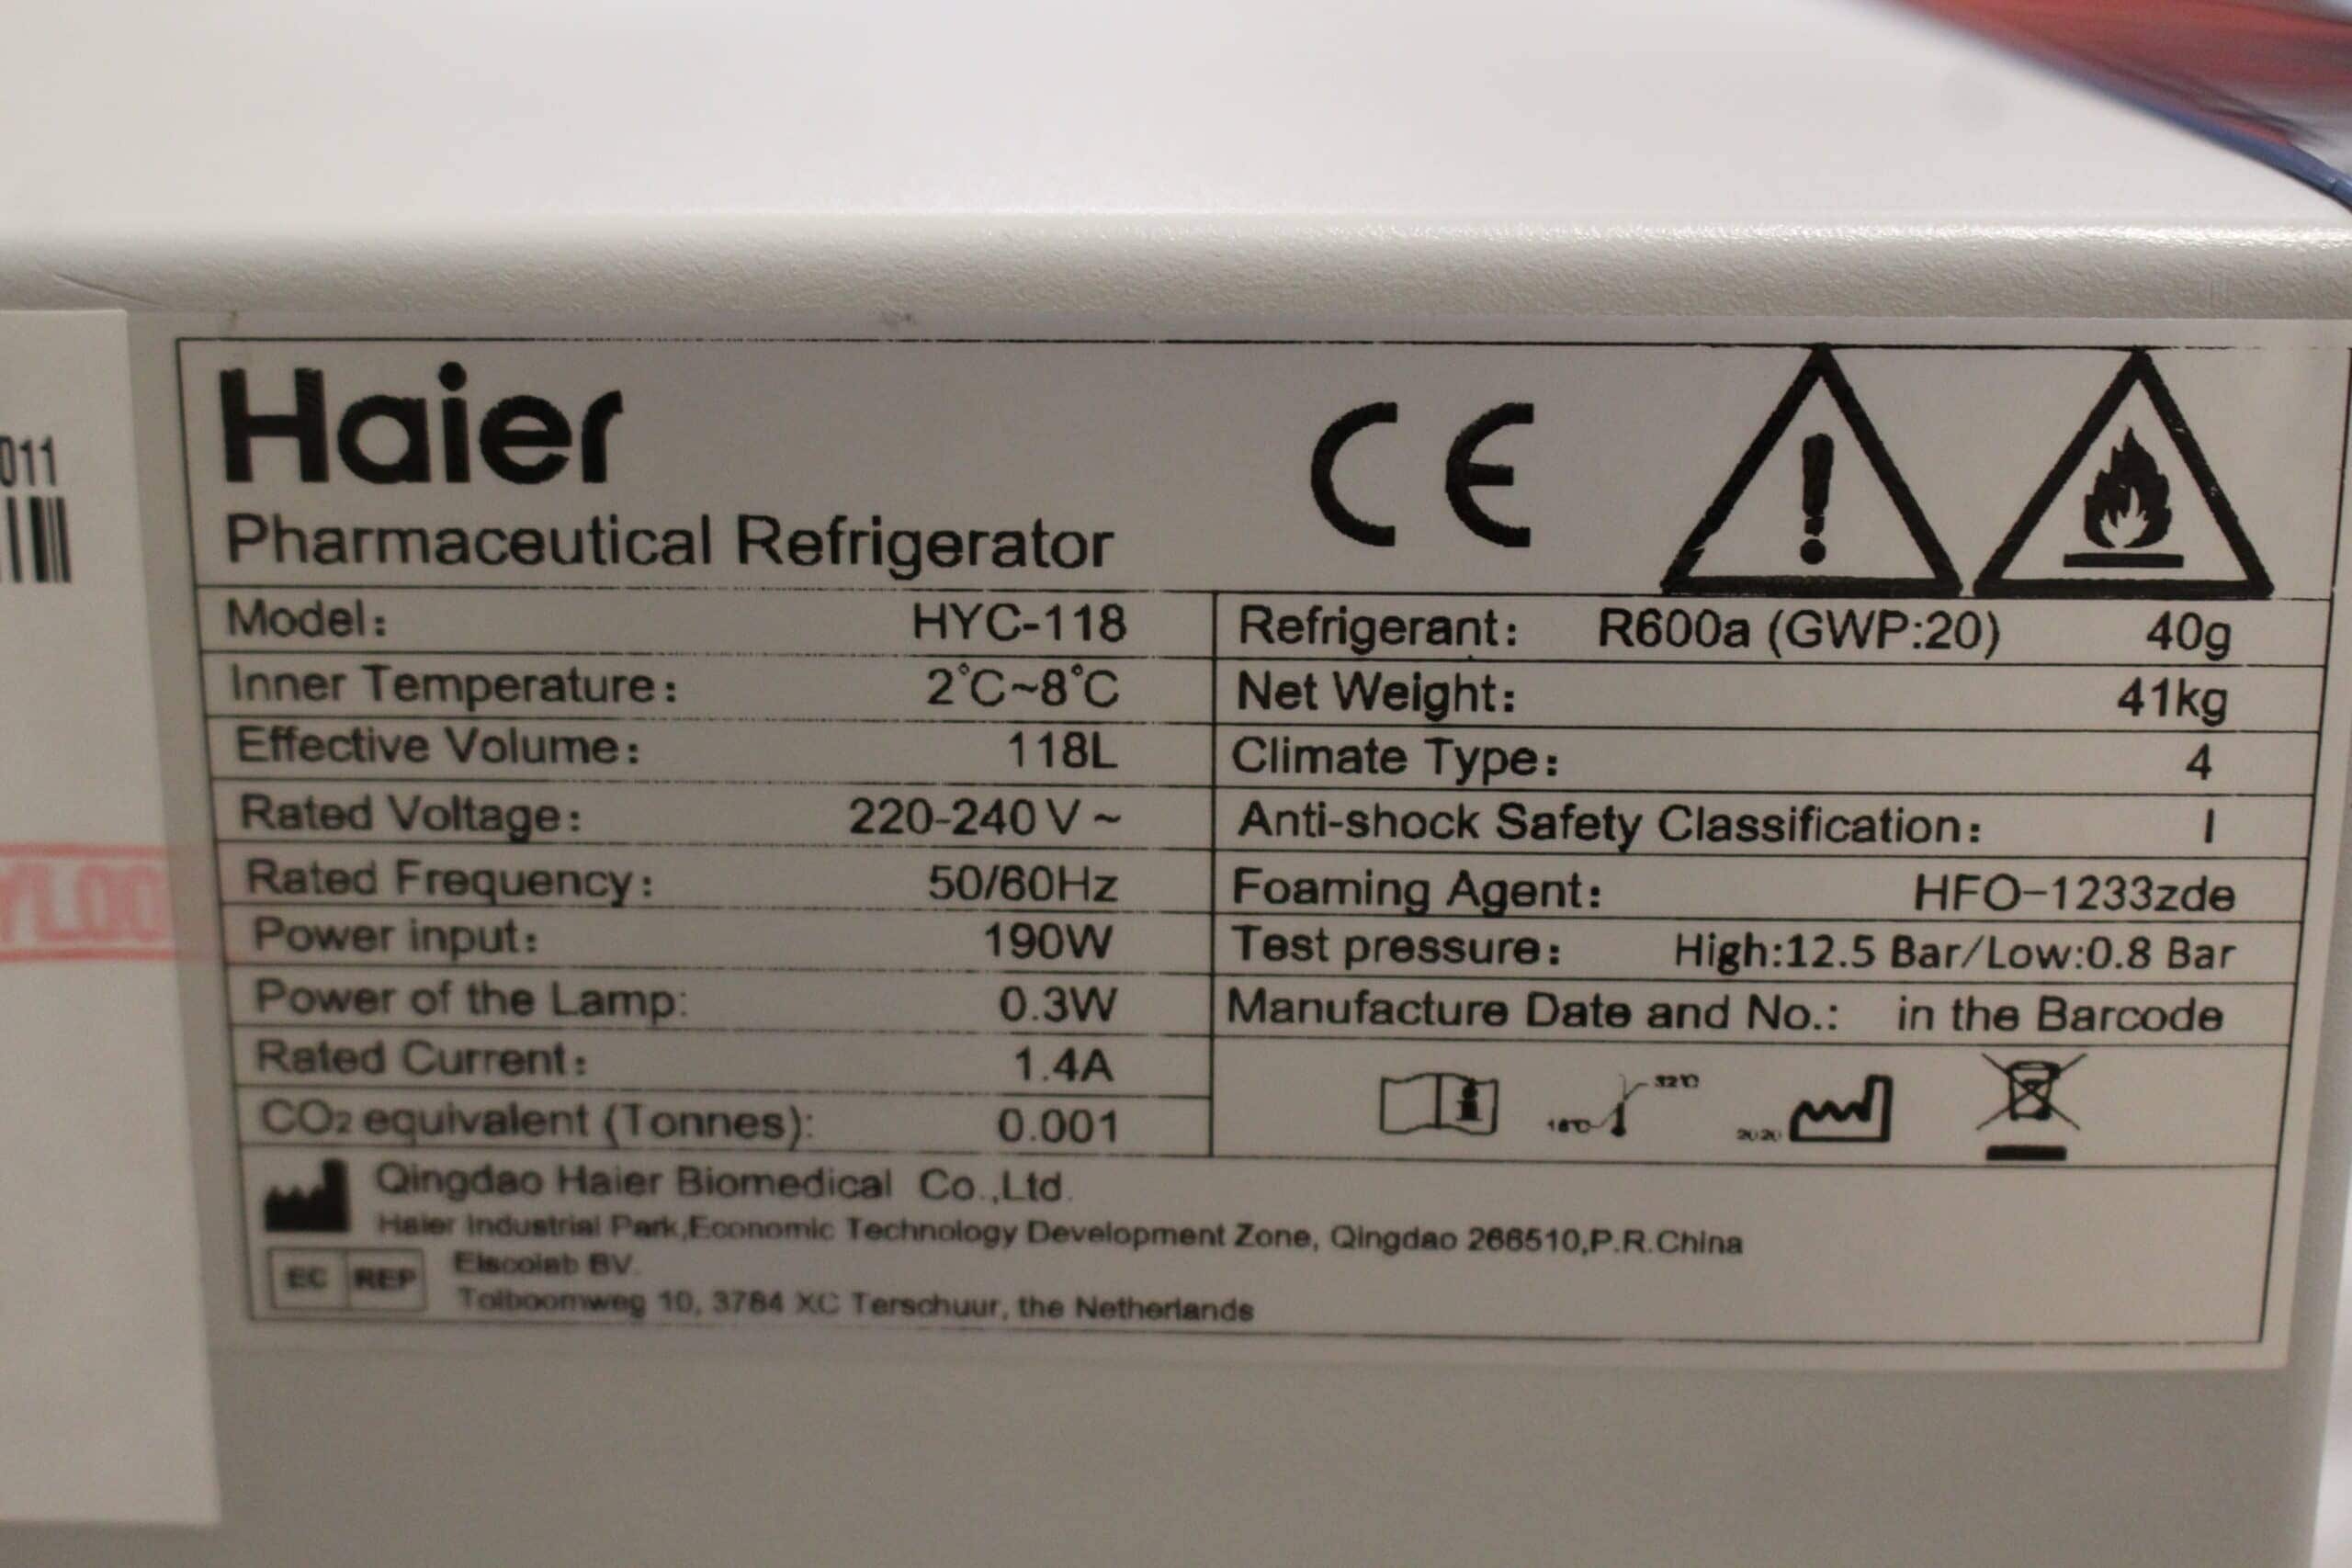 011
Haier
CE
Pharmaceutical Refrigerator
Model: HYC-118
Inner Temperature: 2°C~8°C
Effective Volume: 118L
Rated Voltage: 220-240V~
Rated Frequency: 50/60Hz
Power input: 190W
Power of the Lamp: 0.3W
Rated Current: 1.4A
CO2 equivalent (Tonnes): 0.001
Refrigerant: R600a (GWP:20) 40g
Net Weight: 41kg
Climate Type: 4
Anti-shock Safety Classification: I
Foaming Agent: HFO-1233zde
Test pressure: High:12.5 Bar/Low:0.8 Bar
Manufacture Date and No.: in the Barcode
32°C
2020
Qingdao Haier Biomedical Co.,Ltd.
Haier Industrial Park,Economic Technology Development Zone, Qingdao 266510,P.R.China
EC REP
Elscolab BV.
Tolboomweg 10, 3784 XC Terschuur, the Netherlands